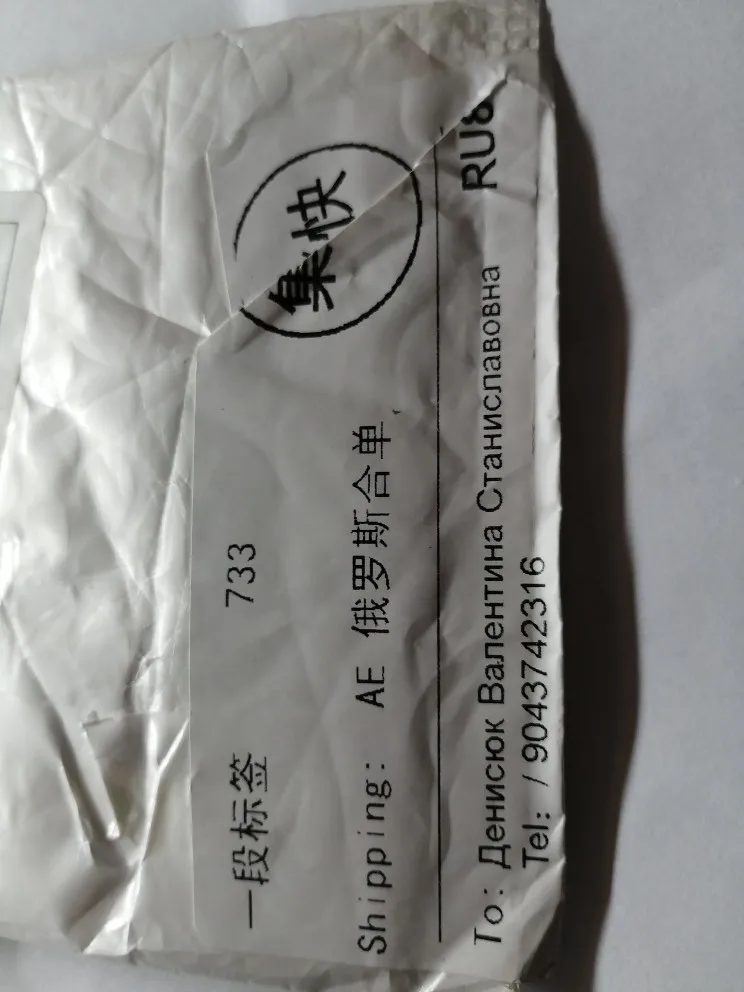 一段标签 733
集快
Shipping: AE 俄罗斯合单
To: Денисюк Валентина Станиславовна
Tel: / 9043742316